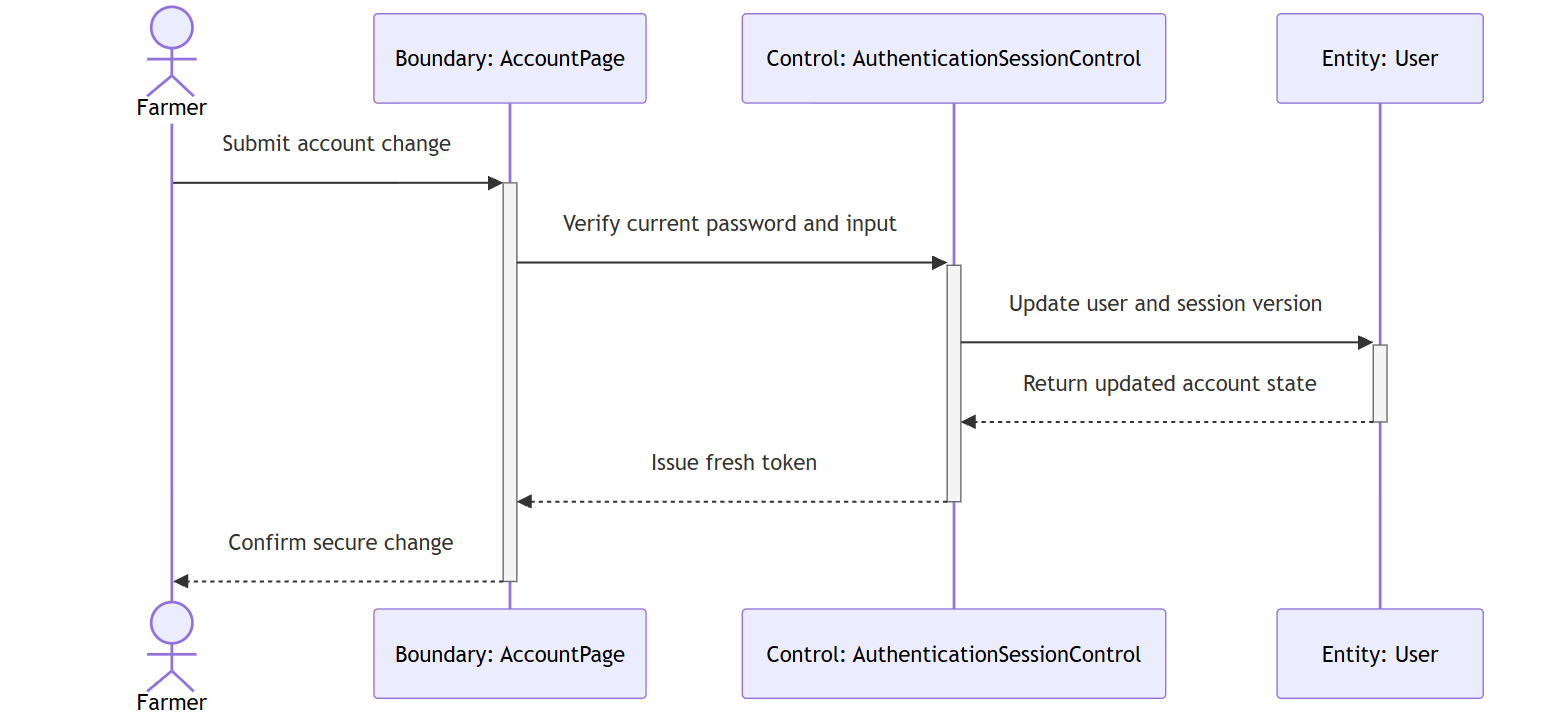 Farmer
Boundary: AccountPage
Control: AuthenticationSessionControl
Entity: User
Submit account change
Verify current password and input
Update user and session version
Return updated account state
Issue fresh token
Confirm secure change
Farmer
Boundary: AccountPage
Control: AuthenticationSessionControl
Entity: User